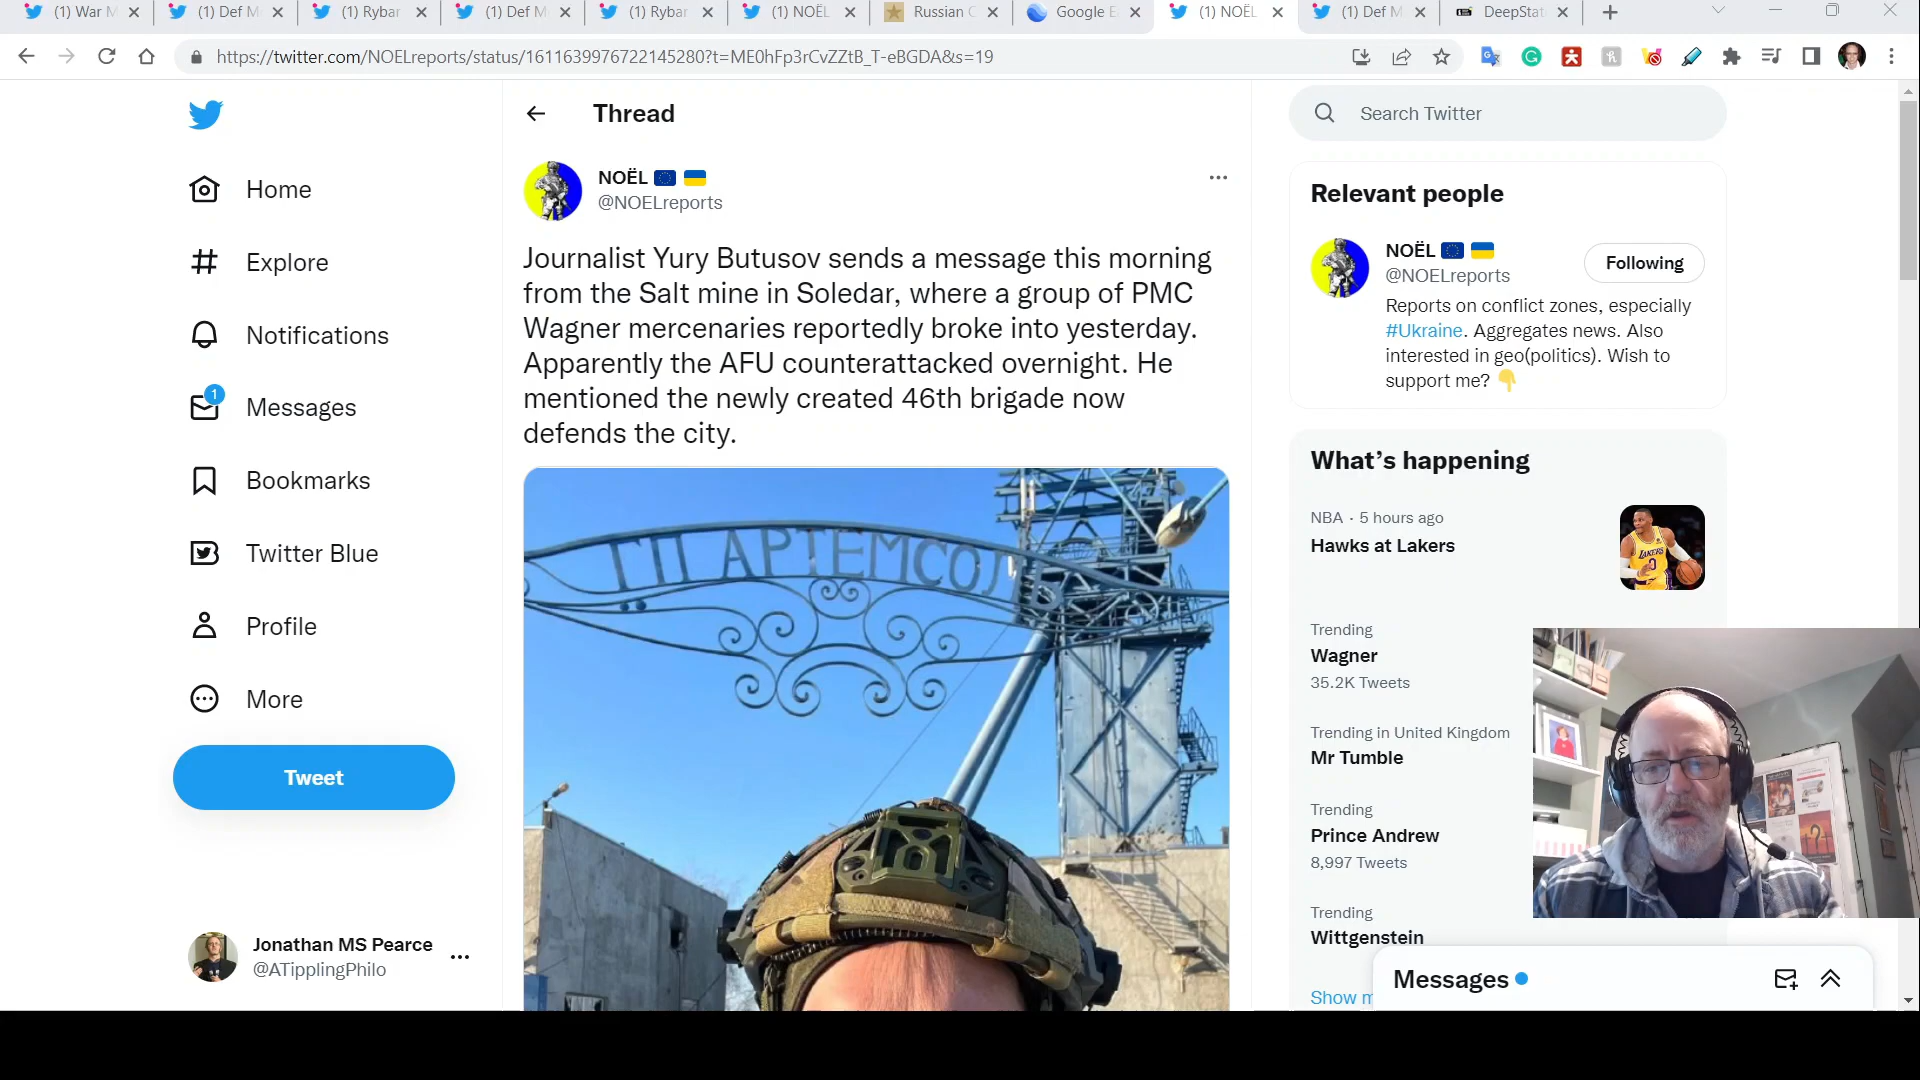 (1) War M
(1) Def M
(1) Rybar
(1) Def M
(1) Rybar
(1) NOËL
Russian C
Google E
(1) NOËL
(1) Def M
DeepStat
https://twitter.com/NOELreports/status/1611639976722145280?t=ME0hFp3rCvZZtB_T-eBGDA&s=19
Home
Explore
Notifications
1
Messages
Bookmarks
Twitter Blue
Profile
More
Tweet
Jonathan MS Pearce
@ATipplingPhilo
Thread
NOËL
@NOELreports
Journalist Yury Butusov sends a message this morning
from the Salt mine in Soledar, where a group of PMC
Wagner mercenaries reportedly broke into yesterday.
Apparently the AFU counterattacked overnight. He
mentioned the newly created 46th brigade now
defends the city.
ГП АРТЕМСОЛЬ
Search Twitter
Relevant people
NOËL
@NOELreports
Following
Reports on conflict zones, especially
#Ukraine. Aggregates news. Also
interested in geo(politics). Wish to
support me?
What's happening
NBA · 5 hours ago
Hawks at Lakers
LAKERS
0
Trending
Wagner
35.2K Tweets
Trending in United Kingdom
Mr Tumble
Trending
Prince Andrew
8,997 Tweets
Trending
Wittgenstein
Show m
Messages